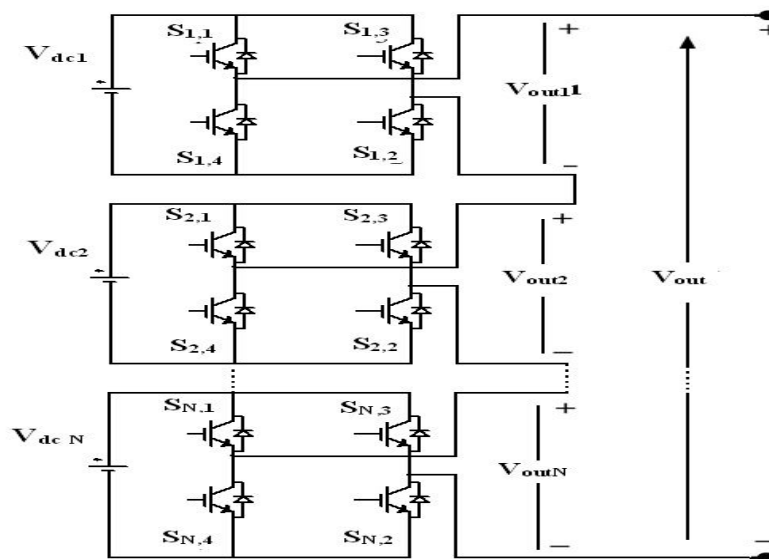 S1,1 S1,3
+ +
Vdc1
Vout11
S1,4 S1,2
−
S2,1 S2,3
+
Vdc2
Vout2 Vout
S2,4 S2,2
−
SN,1 SN,3
+
Vdc N
VoutN
SN,4 SN,2
− −